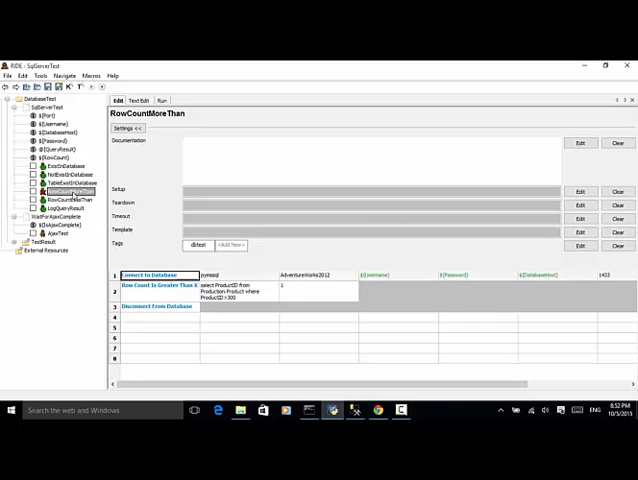 RIDE - SqlServerTest
File Edit Tools Navigate Macros Help
DatabaseTest
SqlServerTest
${Port}
${Username}
${DatabaseHost}
${Password}
@{QueryResult}
${RowCount}
ExistInDatabase
NotExistInDatabase
TableExistInDatabase
RowCountLessThan
LogQueryResult
WaitForAjaxComplete
${IsAjaxComplete}
AjaxTest
TestResult
External Resources
Edit Text Edit Run
RowCountMoreThan
Settings <<
Documentation Edit Clear
Setup Edit Clear
Teardown Edit Clear
Timeout Edit Clear
Template Edit Clear
Tags dbtest <Add New> Edit Clear
1 Connect to Database pymssql AdventureWorks2012 ${Username} ${Password} ${DatabaseHost} 1433
2 Row Count Is Greater Than X select ProductID from 1
Production.Product where
ProductID>300
3 Disconnect From Database
4
5
6
7
8
Search the web and Windows
ENG
8:52 PM
10/5/2015